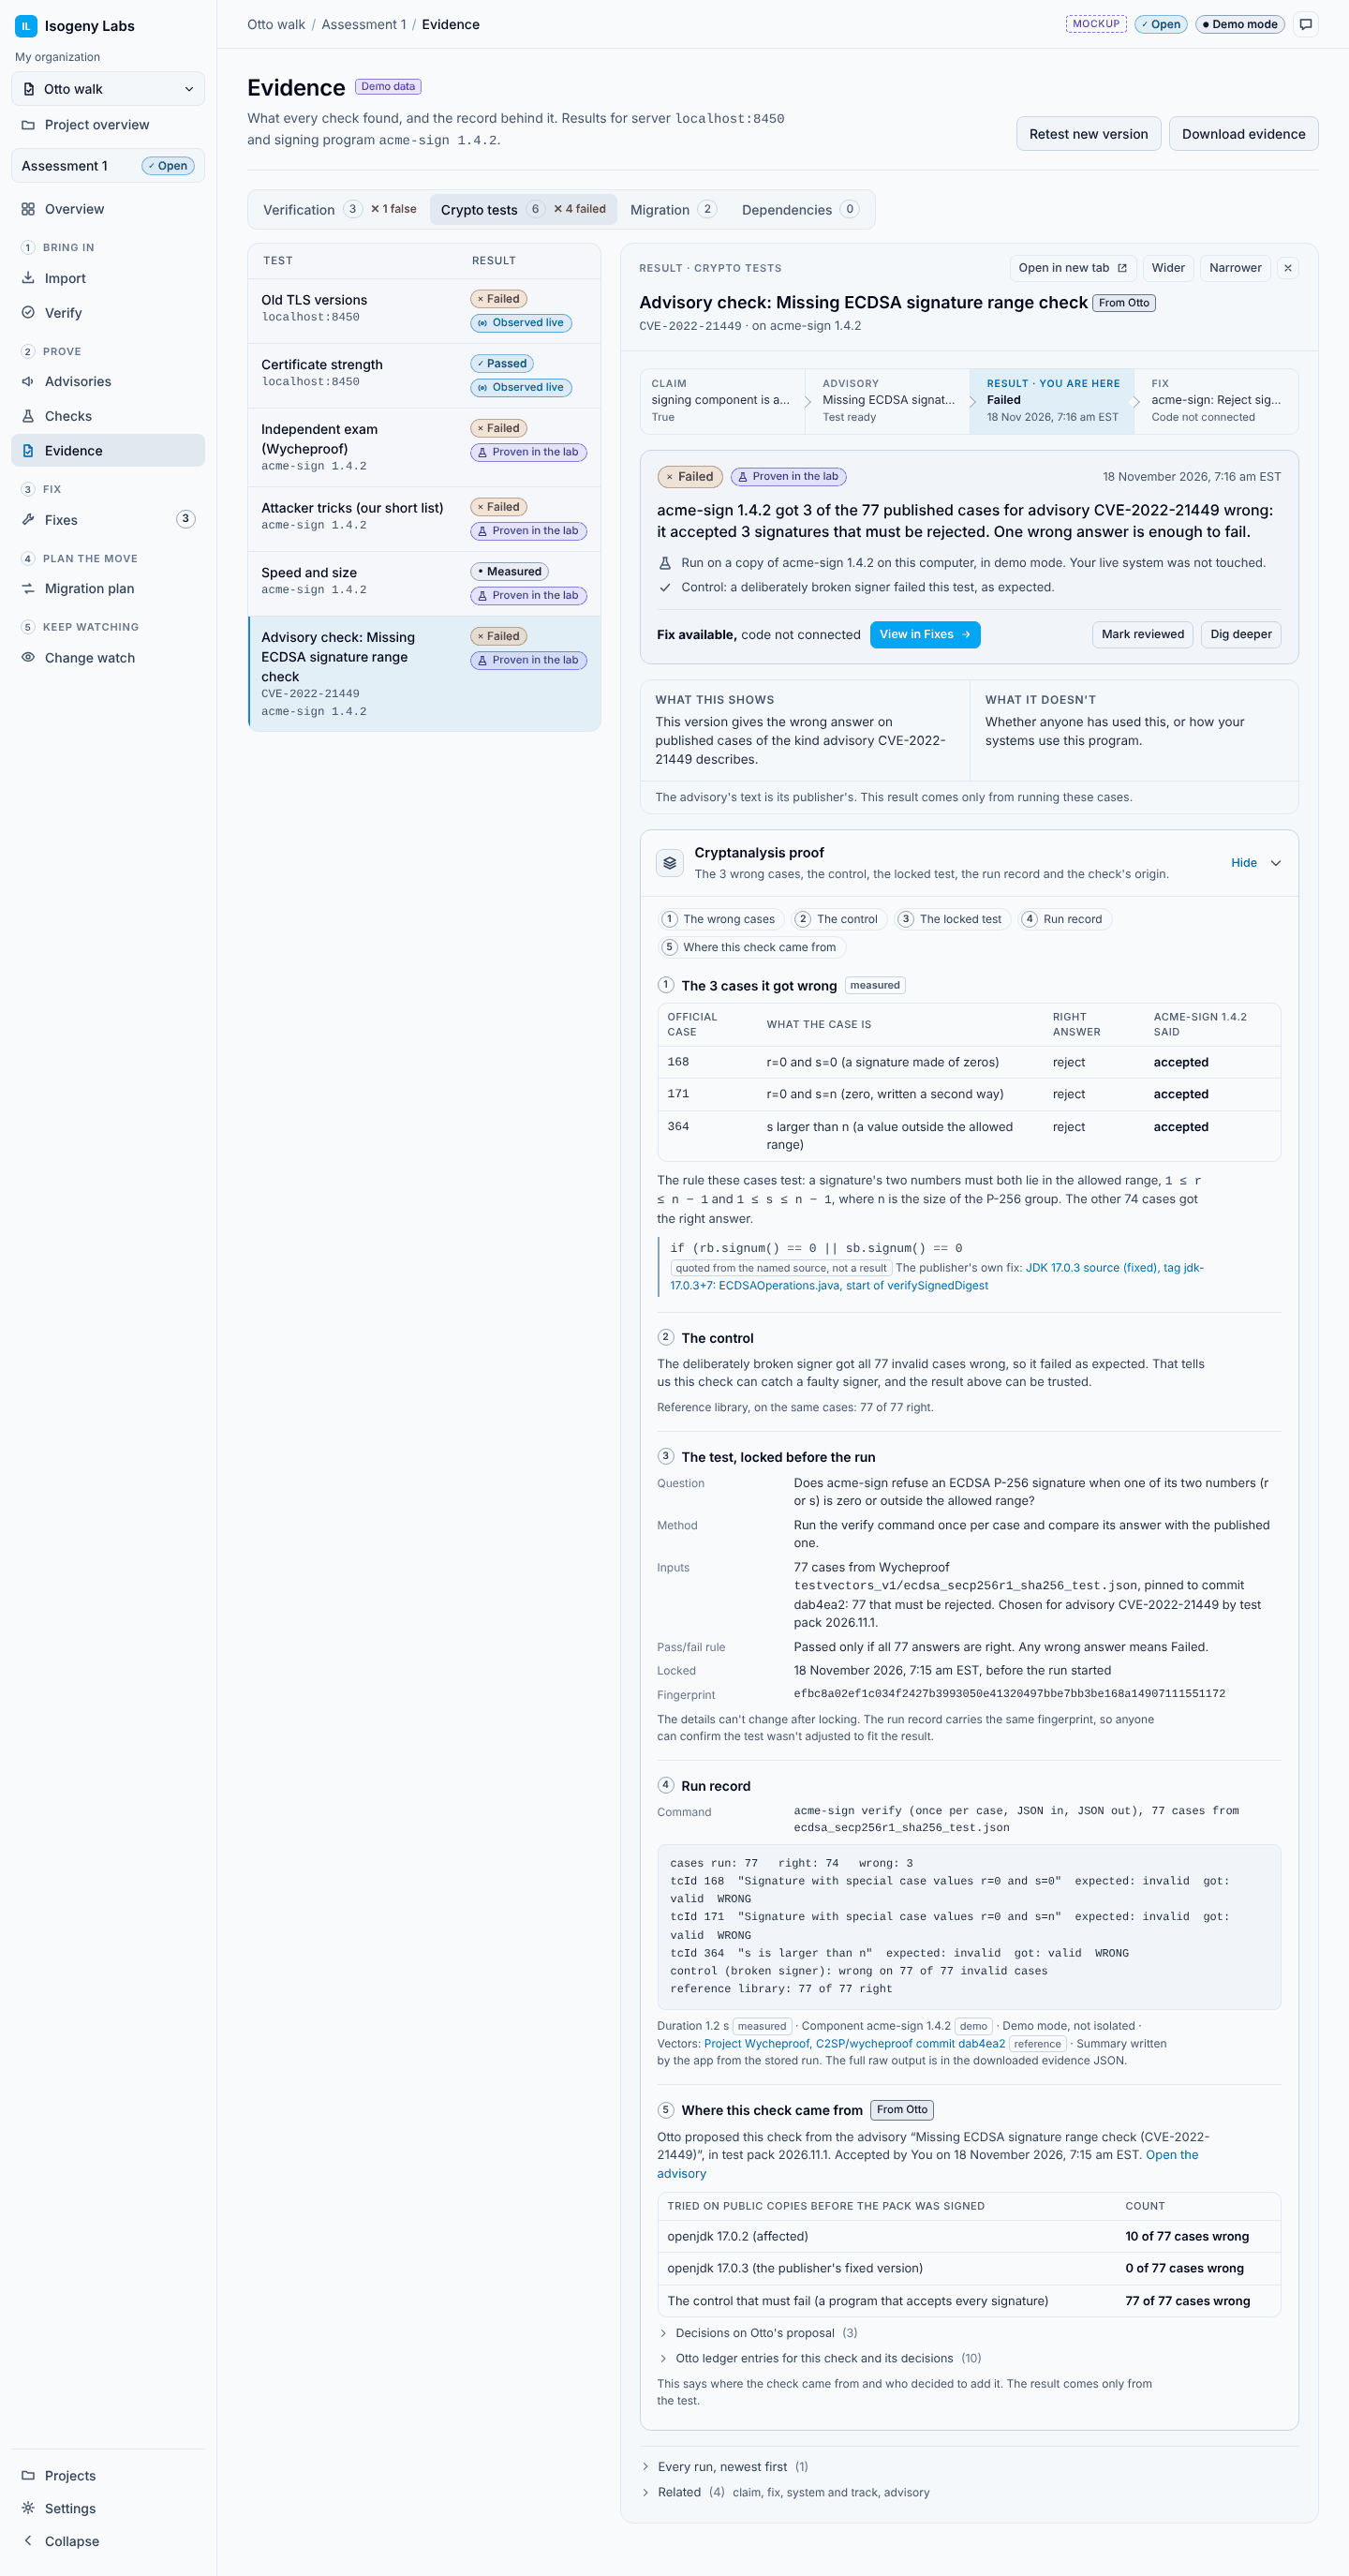 IL Isogeny Labs
My organization
Otto walk
Project overview
Assessment 1 ✓ Open
Overview
1 BRING IN
Import
Verify
2 PROVE
Advisories
Checks
Evidence
3 FIX
Fixes 3
4 PLAN THE MOVE
Migration plan
5 KEEP WATCHING
Change watch
Projects
Settings
Collapse
Otto walk / Assessment 1 / Evidence
MOCKUP ✓ Open • Demo mode
Evidence Demo data
What every check found, and the record behind it. Results for server localhost:8450
and signing program acme-sign 1.4.2.
Retest new version Download evidence
Verification 3 ✕ 1 false Crypto tests 6 ✕ 4 failed Migration 2 Dependencies 0
TEST RESULT
Old TLS versions × Failed
localhost:8450 Observed live
Certificate strength ✓ Passed
localhost:8450 Observed live
Independent exam × Failed
(Wycheproof) Proven in the lab
acme-sign 1.4.2
Attacker tricks (our short list) × Failed
acme-sign 1.4.2 Proven in the lab
Speed and size • Measured
acme-sign 1.4.2 Proven in the lab
Advisory check: Missing × Failed
ECDSA signature range Proven in the lab
check
CVE-2022-21449
acme-sign 1.4.2
RESULT · CRYPTO TESTS Open in new tab Wider Narrower ×
Advisory check: Missing ECDSA signature range check From Otto
CVE-2022-21449 · on acme-sign 1.4.2
CLAIM
signing component is a...
True
ADVISORY
Missing ECDSA signat...
Test ready
RESULT · YOU ARE HERE
Failed
18 Nov 2026, 7:16 am EST
FIX
acme-sign: Reject sig...
Code not connected
× Failed Proven in the lab 18 November 2026, 7:16 am EST
acme-sign 1.4.2 got 3 of the 77 published cases for advisory CVE-2022-21449 wrong:
it accepted 3 signatures that must be rejected. One wrong answer is enough to fail.
Run on a copy of acme-sign 1.4.2 on this computer, in demo mode. Your live system was not touched.
Control: a deliberately broken signer failed this test, as expected.
Fix available, code not connected View in Fixes → Mark reviewed Dig deeper
WHAT THIS SHOWS
This version gives the wrong answer on
published cases of the kind advisory CVE-2022-
21449 describes.
WHAT IT DOESN'T
Whether anyone has used this, or how your
systems use this program.
The advisory's text is its publisher's. This result comes only from running these cases.
Cryptanalysis proof
The 3 wrong cases, the control, the locked test, the run record and the check's origin.
Hide
1 The wrong cases 2 The control 3 The locked test 4 Run record
5 Where this check came from
1 The 3 cases it got wrong measured
OFFICIAL CASE WHAT THE CASE IS RIGHT ANSWER ACME-SIGN 1.4.2 SAID
168 r=0 and s=0 (a signature made of zeros) reject accepted
171 r=0 and s=n (zero, written a second way) reject accepted
364 s larger than n (a value outside the allowed reject accepted
range)
The rule these cases test: a signature's two numbers must both lie in the allowed range, 1 ≤ r
≤ n − 1 and 1 ≤ s ≤ n − 1, where n is the size of the P-256 group. The other 74 cases got
the right answer.
if (rb.signum() == 0 || sb.signum() == 0
quoted from the named source, not a result The publisher's own fix: JDK 17.0.3 source (fixed), tag jdk-
17.0.3+7: ECDSAOperations.java, start of verifySignedDigest
2 The control
The deliberately broken signer got all 77 invalid cases wrong, so it failed as expected. That tells
us this check can catch a faulty signer, and the result above can be trusted.
Reference library, on the same cases: 77 of 77 right.
3 The test, locked before the run
Question Does acme-sign refuse an ECDSA P-256 signature when one of its two numbers (r
or s) is zero or outside the allowed range?
Method Run the verify command once per case and compare its answer with the published
one.
Inputs 77 cases from Wycheproof
testvectors_v1/ecdsa_secp256r1_sha256_test.json, pinned to commit
dab4ea2: 77 that must be rejected. Chosen for advisory CVE-2022-21449 by test
pack 2026.11.1.
Pass/fail rule Passed only if all 77 answers are right. Any wrong answer means Failed.
Locked 18 November 2026, 7:15 am EST, before the run started
Fingerprint efbc8a02ef1c034f2427b3993050e41320497bbe7bb3be168a14907111551172
The details can't change after locking. The run record carries the same fingerprint, so anyone
can confirm the test wasn't adjusted to fit the result.
4 Run record
Command acme-sign verify (once per case, JSON in, JSON out), 77 cases from
ecdsa_secp256r1_sha256_test.json
cases run: 77 right: 74 wrong: 3
tcId 168 "Signature with special case values r=0 and s=0" expected: invalid got:
valid WRONG
tcId 171 "Signature with special case values r=0 and s=n" expected: invalid got:
valid WRONG
tcId 364 "s is larger than n" expected: invalid got: valid WRONG
control (broken signer): wrong on 77 of 77 invalid cases
reference library: 77 of 77 right
Duration 1.2 s measured · Component acme-sign 1.4.2 demo · Demo mode, not isolated ·
Vectors: Project Wycheproof, C2SP/wycheproof commit dab4ea2 reference · Summary written
by the app from the stored run. The full raw output is in the downloaded evidence JSON.
5 Where this check came from From Otto
Otto proposed this check from the advisory “Missing ECDSA signature range check (CVE-2022-
21449)”, in test pack 2026.11.1. Accepted by You on 18 November 2026, 7:15 am EST. Open the
advisory
TRIED ON PUBLIC COPIES BEFORE THE PACK WAS SIGNED COUNT
openjdk 17.0.2 (affected) 10 of 77 cases wrong
openjdk 17.0.3 (the publisher's fixed version) 0 of 77 cases wrong
The control that must fail (a program that accepts every signature) 77 of 77 cases wrong
Decisions on Otto's proposal (3)
Otto ledger entries for this check and its decisions (10)
This says where the check came from and who decided to add it. The result comes only from
the test.
Every run, newest first (1)
Related (4) claim, fix, system and track, advisory